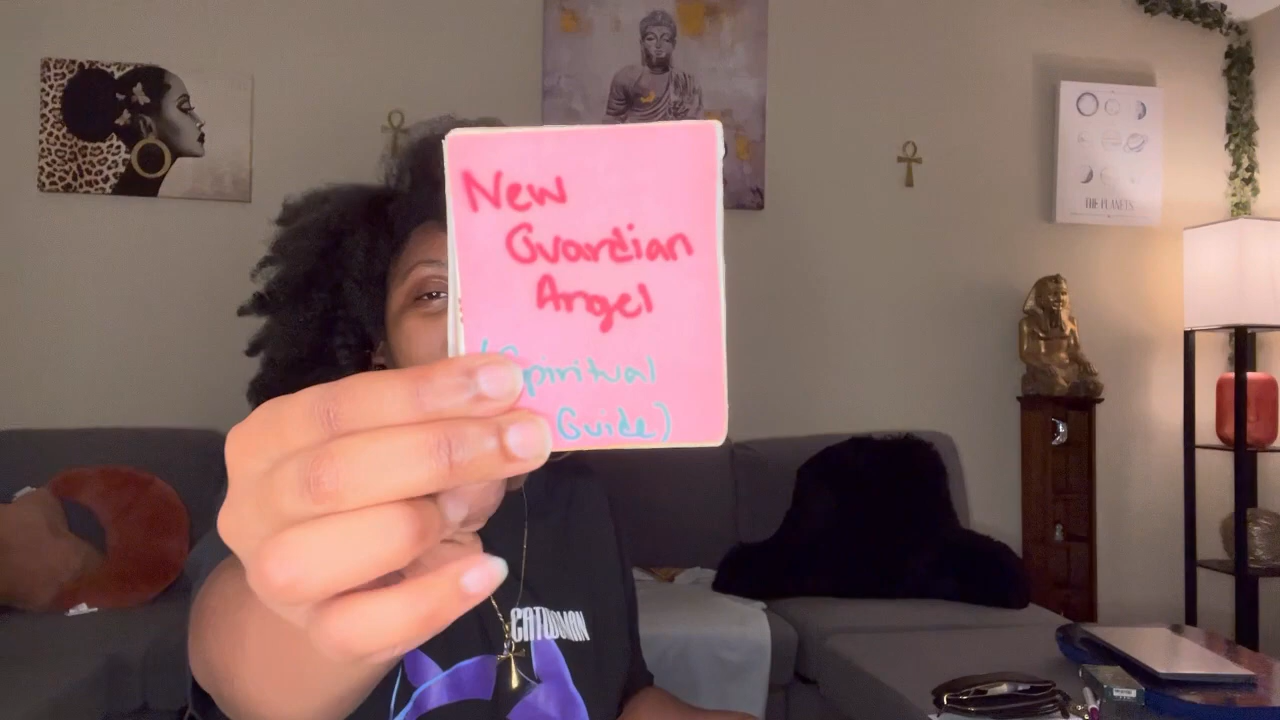 New
Guardian
Angel
(Spiritual
Guide)
CATWOMAN
THE PLANETS